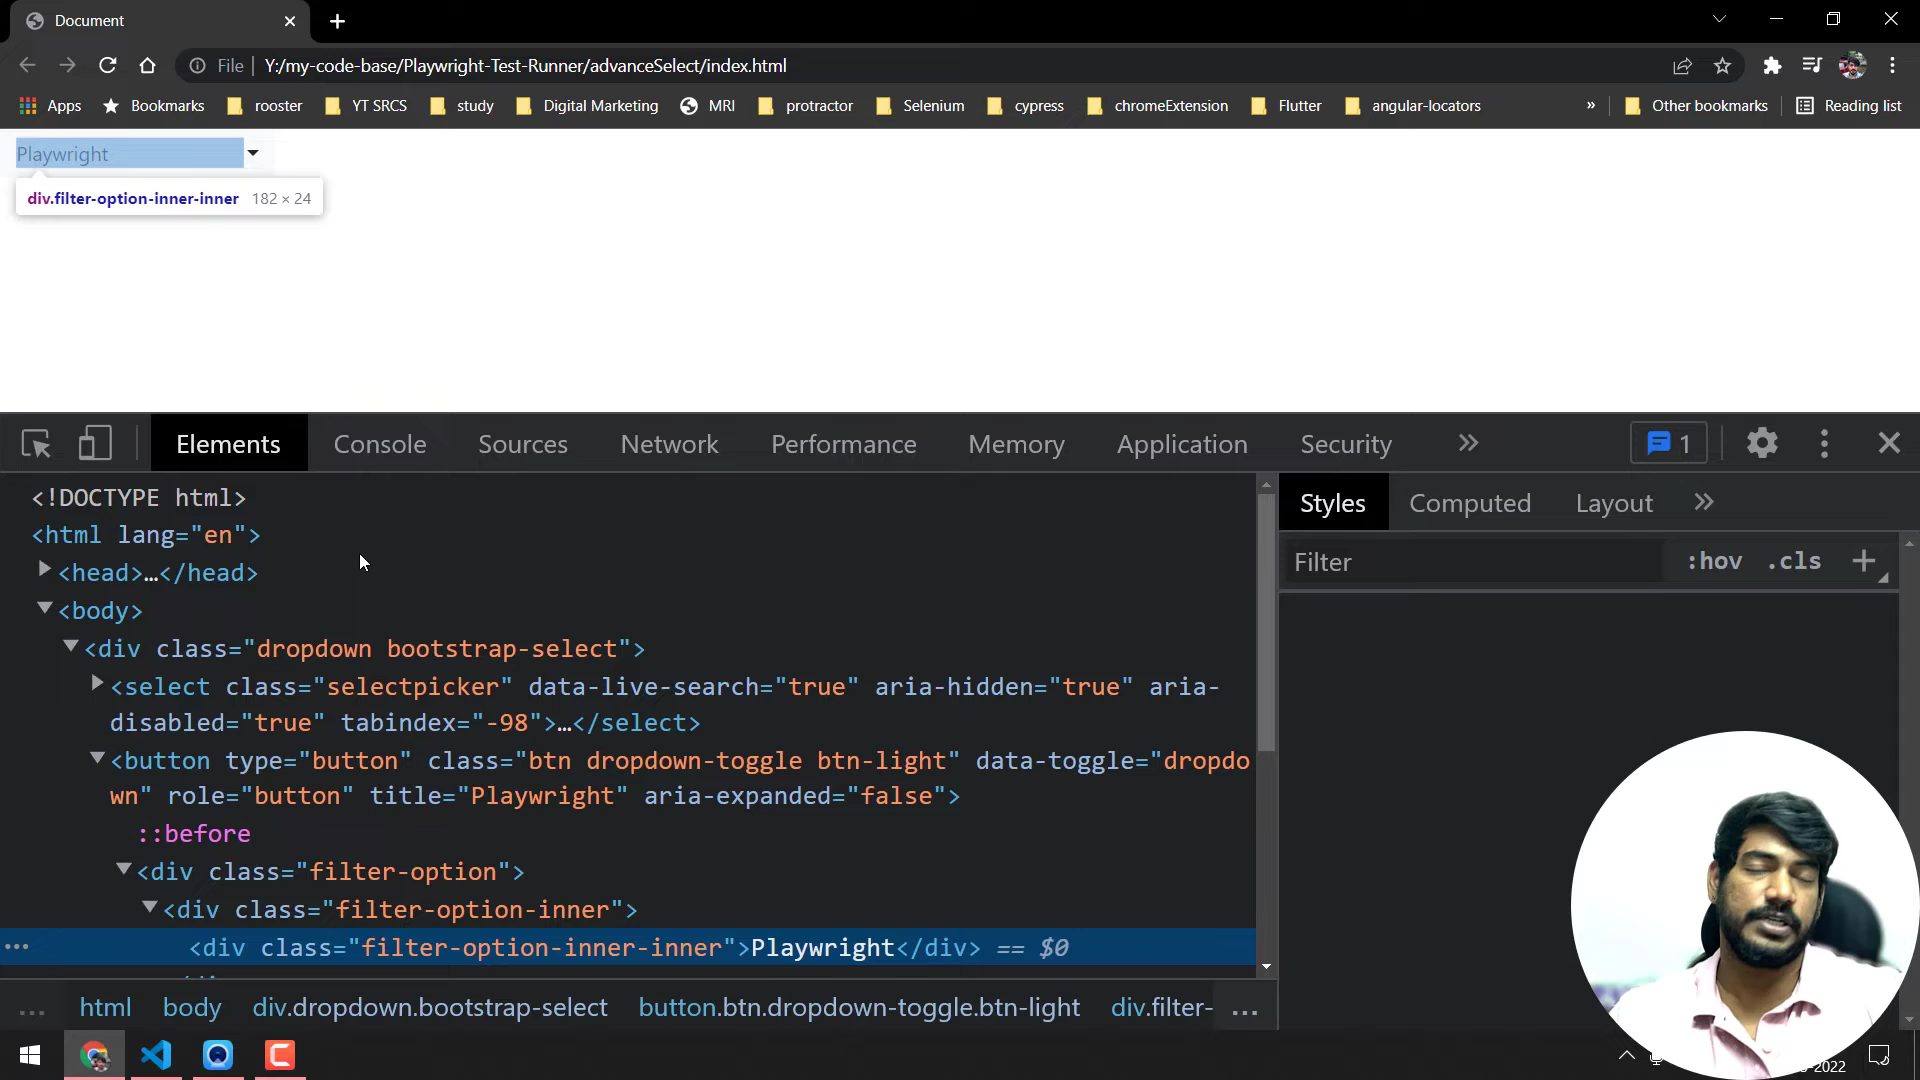 Document
File Y:/my-code-base/Playwright-Test-Runner/advanceSelect/index.html
Apps Bookmarks rooster YT SRCS study Digital Marketing MRI protractor Selenium cypress chromeExtension Flutter angular-locators » Other bookmarks Reading list
Playwright
div.filter-option-inner-inner 182 × 24
Elements Console Sources Network Performance Memory Application Security 1
<!DOCTYPE html>
<html lang="en">
<head>…</head>
<body>
<div class="dropdown bootstrap-select">
<select class="selectpicker" data-live-search="true" aria-hidden="true" aria-
disabled="true" tabindex="-98">…</select>
<button type="button" class="btn dropdown-toggle btn-light" data-toggle="dropdo
wn" role="button" title="Playwright" aria-expanded="false">
::before
<div class="filter-option">
<div class="filter-option-inner">
<div class="filter-option-inner-inner">Playwright</div> == $0
... html body div.dropdown.bootstrap-select button.btn.dropdown-toggle.btn-light div.filter- ...
Styles Computed Layout
Filter :hov .cls +
-2022